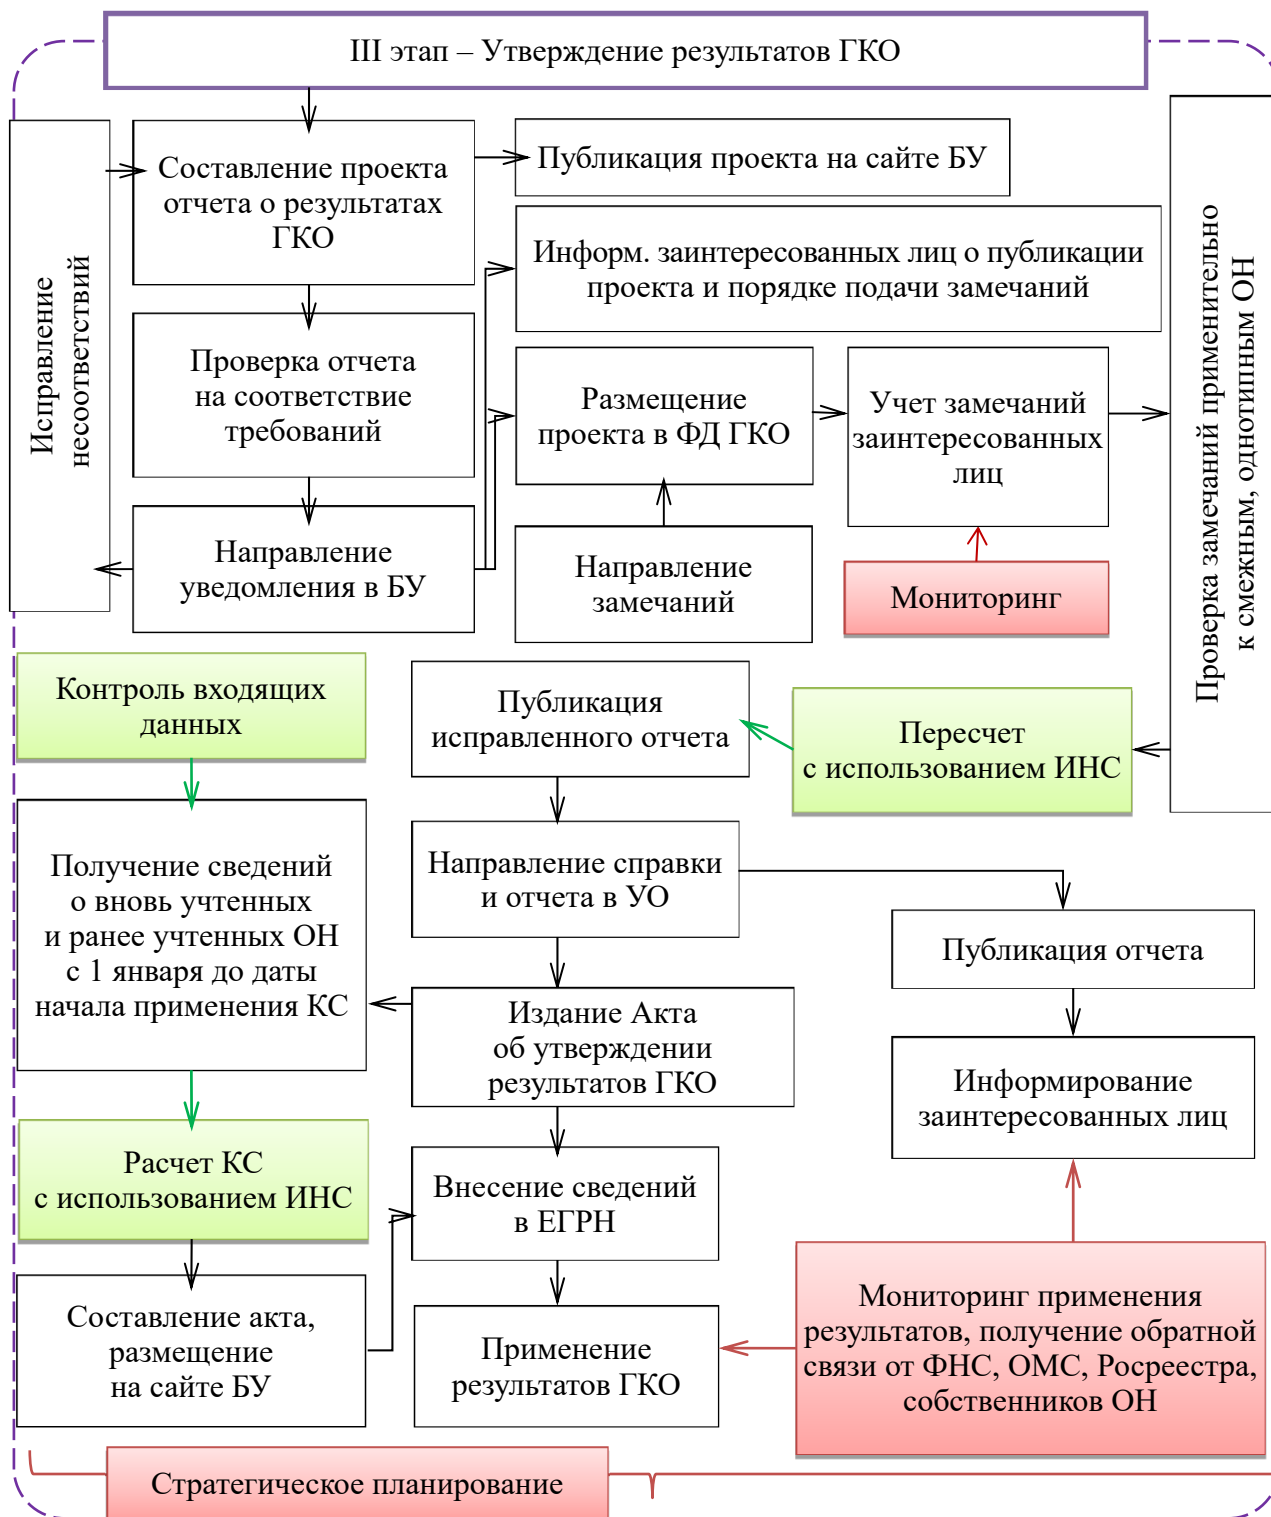 III этап – Утверждение результатов ГКО
Исправление
несоответствий
Составление проекта
отчета о результатах
ГКО
Публикация проекта на сайте БУ
Информ. заинтересованных лиц о публикации
проекта и порядке подачи замечаний
Проверка отчета
на соответствие
требований
Размещение
проекта в ФД ГКО
Учет замечаний
заинтересованных
лиц
Проверка замечаний применительно
к смежным, однотипным ОН
Направление
уведомления в БУ
Направление
замечаний
Мониторинг
Контроль входящих
данных
Публикация
исправленного отчета
Пересчет
с использованием ИНС
Получение сведений
о вновь учтенных
и ранее учтенных ОН
с 1 января до даты
начала применения КС
Направление справки
и отчета в УО
Публикация отчета
Издание Акта
об утверждении
результатов ГКО
Информирование
заинтересованных лиц
Расчет КС
с использованием ИНС
Внесение сведений
в ЕГРН
Составление акта,
размещение
на сайте БУ
Применение
результатов ГКО
Мониторинг применения
результатов, получение обратной
связи от ФНС, ОМС, Росреестра,
собственников ОН
Стратегическое планирование